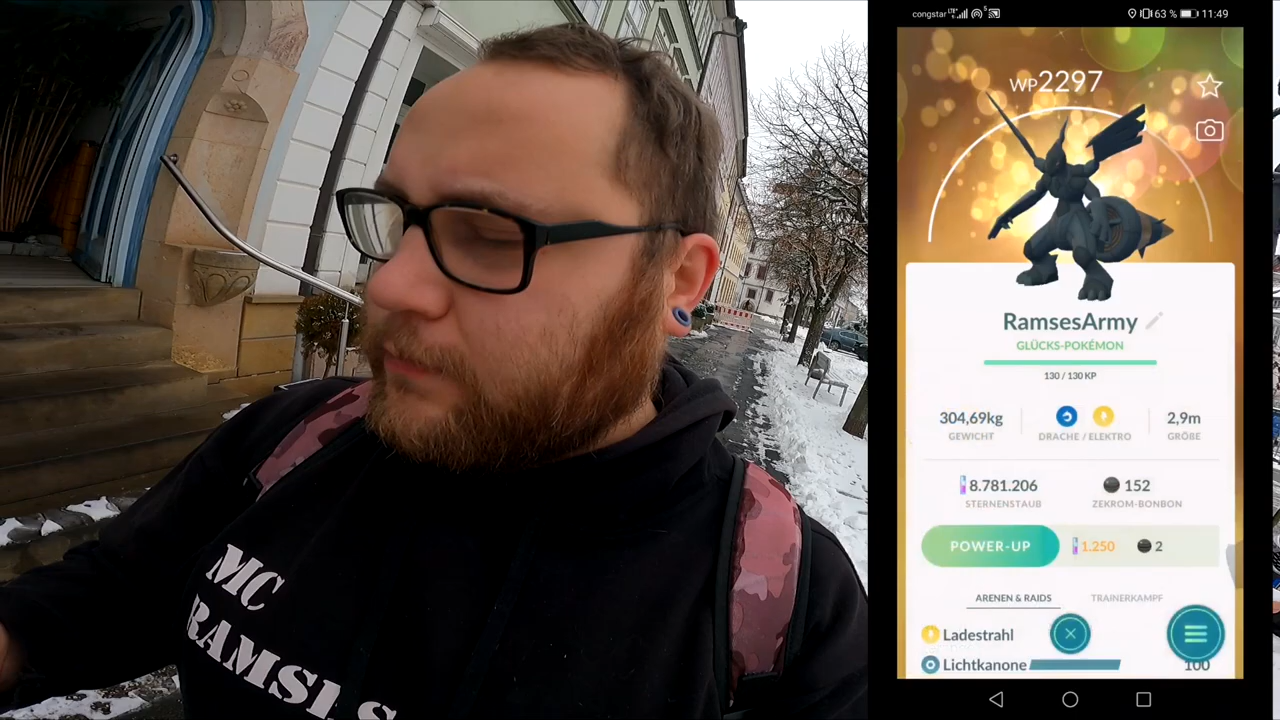 MC
RAMSES
congstar 63 % 11:49
WP2297
RamsesArmy
GLÜCKS-POKÉMON
130 / 130 KP
304,69kg
GEWICHT
DRACHE / ELEKTRO
2,9m
GRÖßE
8.781.206
STERNENSTAUB
152
ZEKROM-BONBON
POWER-UP 1.250 2
ARENEN & RAIDS TRAINERKAMPF
Ladestrahl
Lichtkanone 100